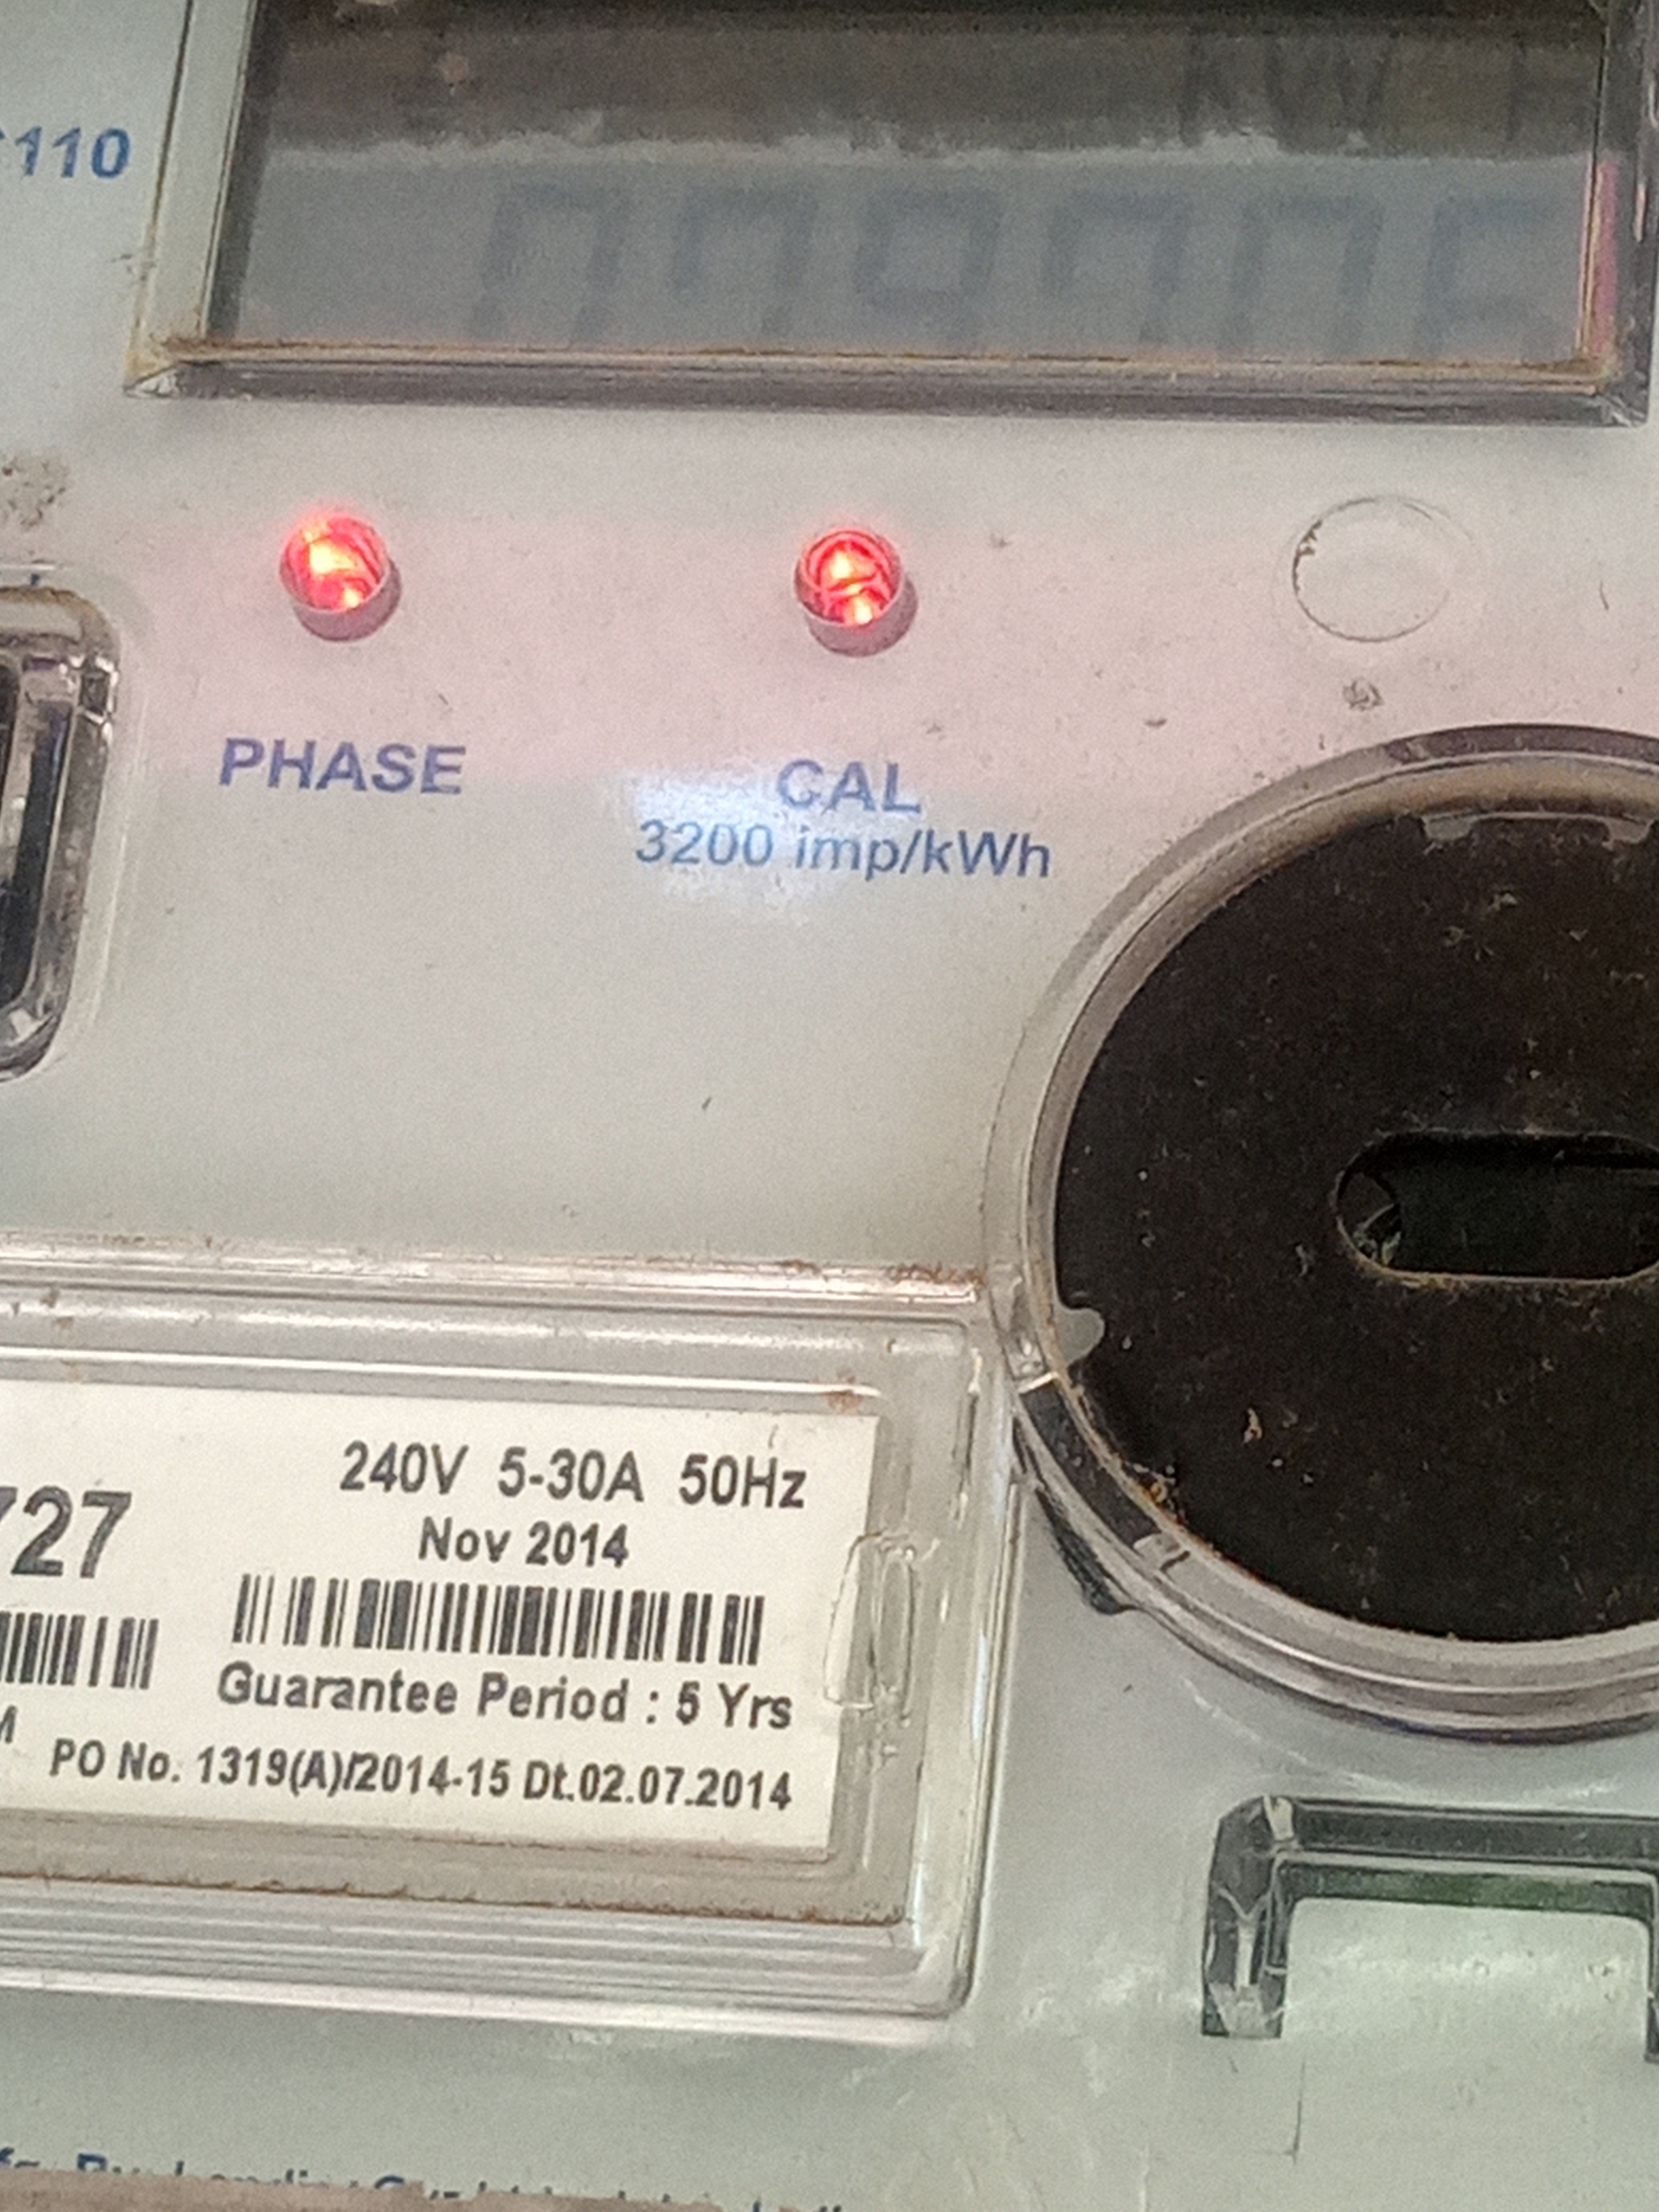 110
PHASE
CAL
3200 imp/kWh
240V 5-30A 50Hz
727
Nov 2014
Guarantee Period : 5 Yrs
PO No. 1319(A)/2014-15 Dt.02.07.2014